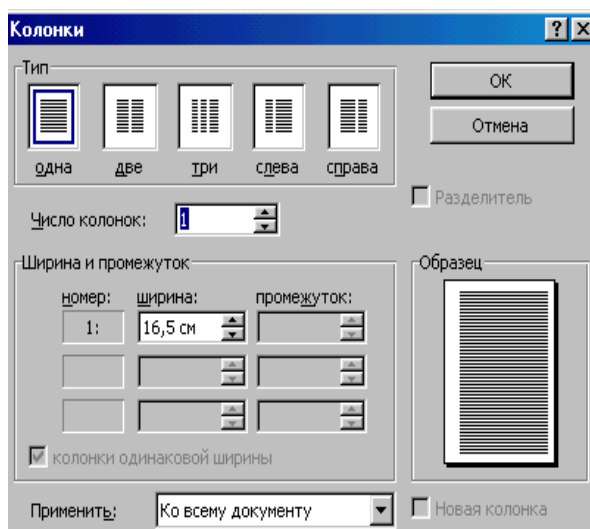 Колонки
Тип
ОК
одна две три слева справа
Отмена
Разделитель
Число колонок: 1
Ширина и промежуток
Образец
номер: ширина: промежуток:
1: 16,5 см
колонки одинаковой ширины
Применить: Ко всему документу
Новая колонка